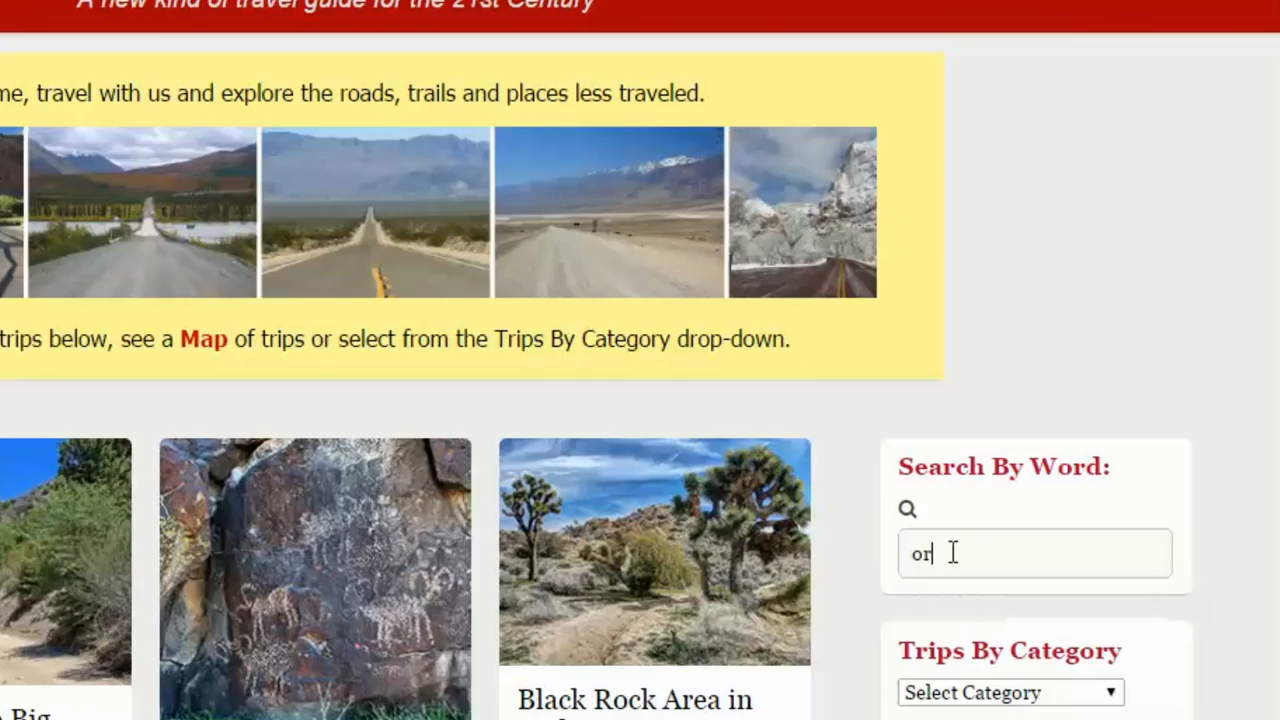 A new kind of travel guide for the 21st Century
me, travel with us and explore the roads, trails and places less traveled.
trips below, see a Map of trips or select from the Trips By Category drop-down.
Search By Word:
or
Trips By Category
Select Category
Black Rock Area in
Big